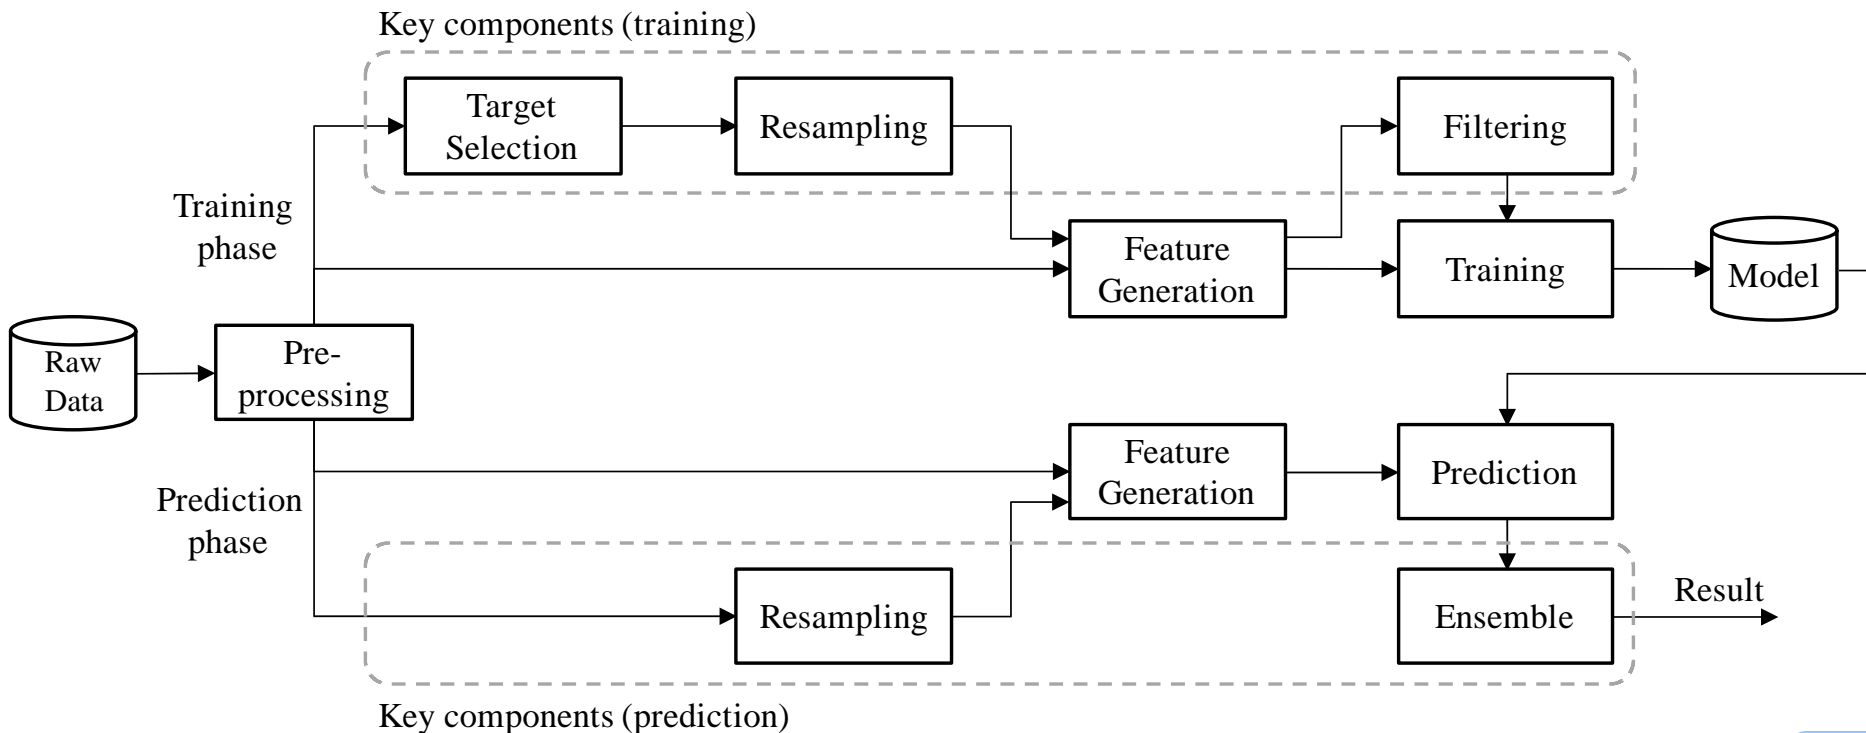 Key components (training)
Target
Selection
Resampling
Filtering
Training
phase
Feature
Generation
Training
Model
Raw
Data
Pre-
processing
Feature
Generation
Prediction
Prediction
phase
Resampling
Ensemble
Result
Key components (prediction)